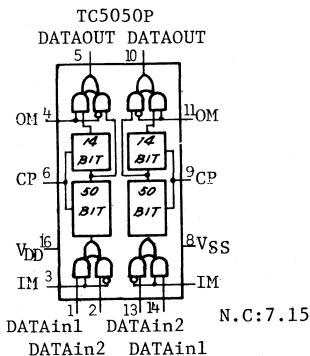 TC5050P
DATAOUT DATAOUT
5 10
OM 4 11 OM
14 BIT 14 BIT
CP 6 9 CP
50 BIT 50 BIT
VDD 16 8 VSS
IM 3 IM
1 2 13 14
DATAin1 DATAin2
DATAin2 DATAin1
N.C:7.15